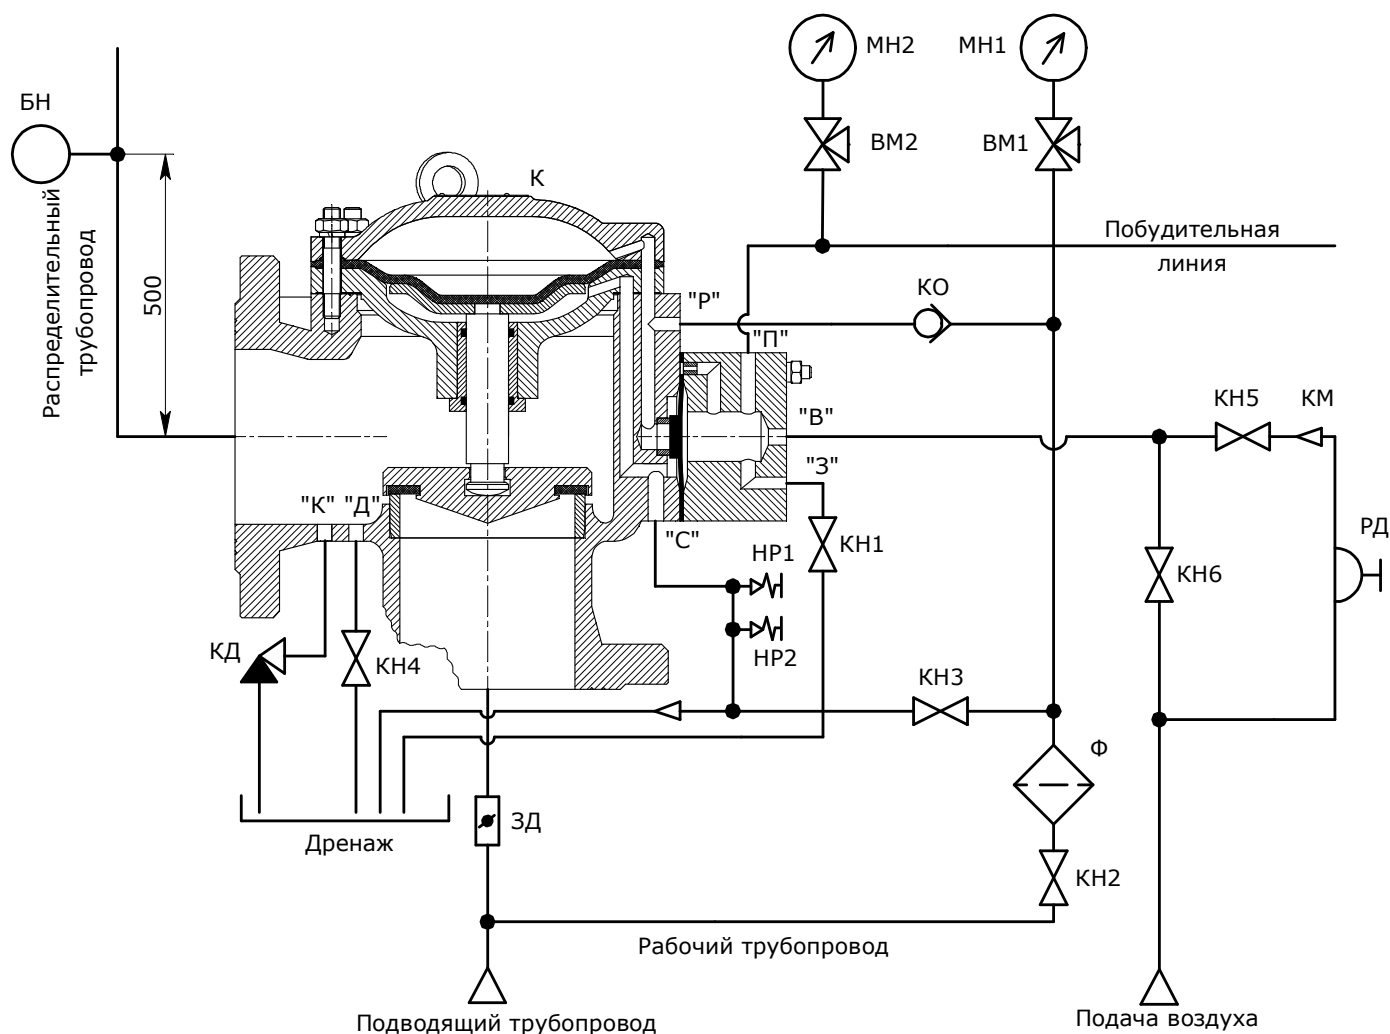 МН2
МН1
БН
ВМ2
ВМ1
К
Распределительный
трубопровод
500
Побудительная
линия
КО
"Р"
"П"
"В"
КН5
КМ
"З"
"К"
"Д"
"С"
НР1
КН1
РД
КН6
НР2
КД
КН4
КН3
Ф
ЗД
Дренаж
КН2
Рабочий трубопровод
Подводящий трубопровод
Подача воздуха